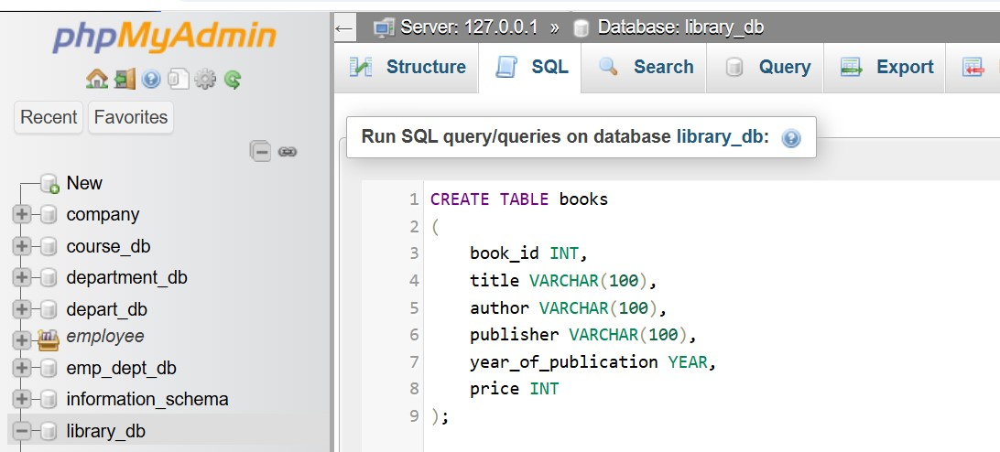 phpMyAdmin
Recent Favorites
New
company
course_db
department_db
depart_db
employee
emp_dept_db
information_schema
library_db
← Server: 127.0.0.1 » Database: library_db
Structure SQL Search Query Export
Run SQL query/queries on database library_db:
1 CREATE TABLE books
2 (
3 book_id INT,
4 title VARCHAR(100),
5 author VARCHAR(100),
6 publisher VARCHAR(100),
7 year_of_publication YEAR,
8 price INT
9 );